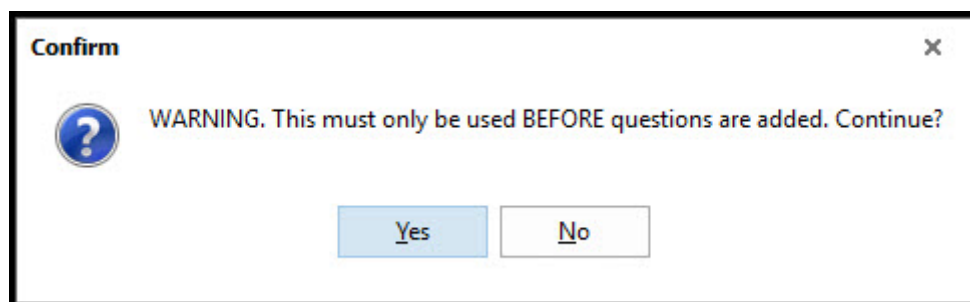 Confirm
WARNING. This must only be used BEFORE questions are added. Continue?
Yes
No